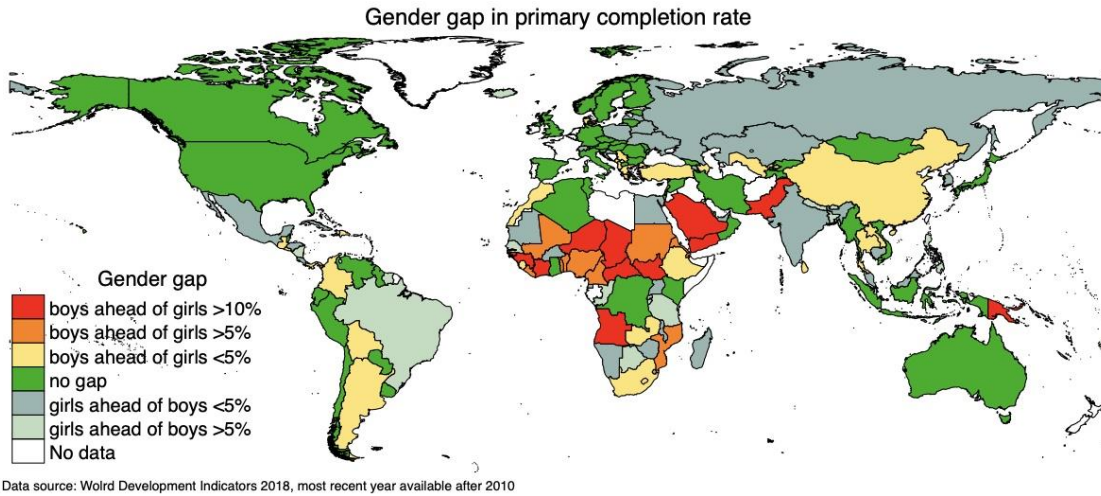 Gender gap in primary completion rate
Gender gap
boys ahead of girls >10%
boys ahead of girls >5%
boys ahead of girls <5%
no gap
girls ahead of boys <5%
girls ahead of boys >5%
No data
Data source: Wolrd Development Indicators 2018, most recent year available after 2010